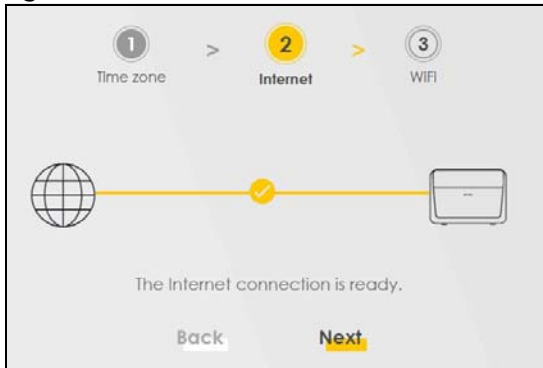 1 > 2 > 3
Time zone Internet WiFi
The Internet connection is ready.
Back Next